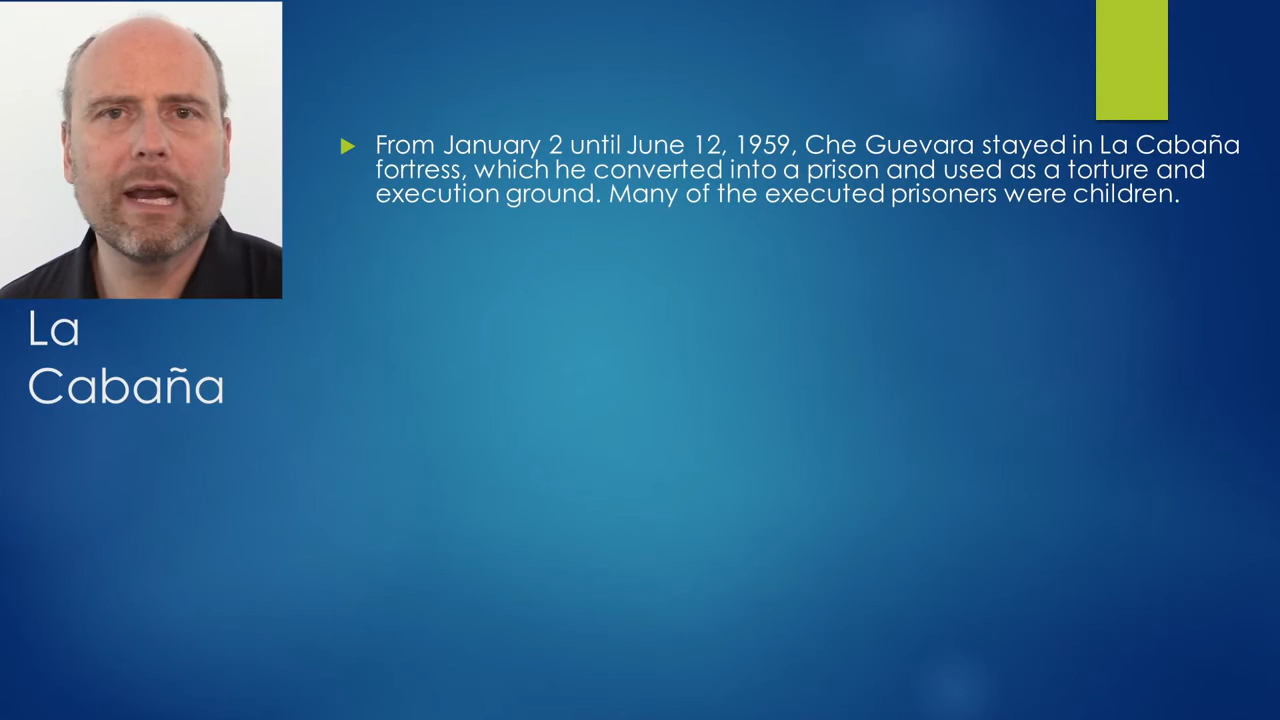 La
Cabaña
From January 2 until June 12, 1959, Che Guevara stayed in La Cabaña
fortress, which he converted into a prison and used as a torture and
execution ground. Many of the executed prisoners were children.